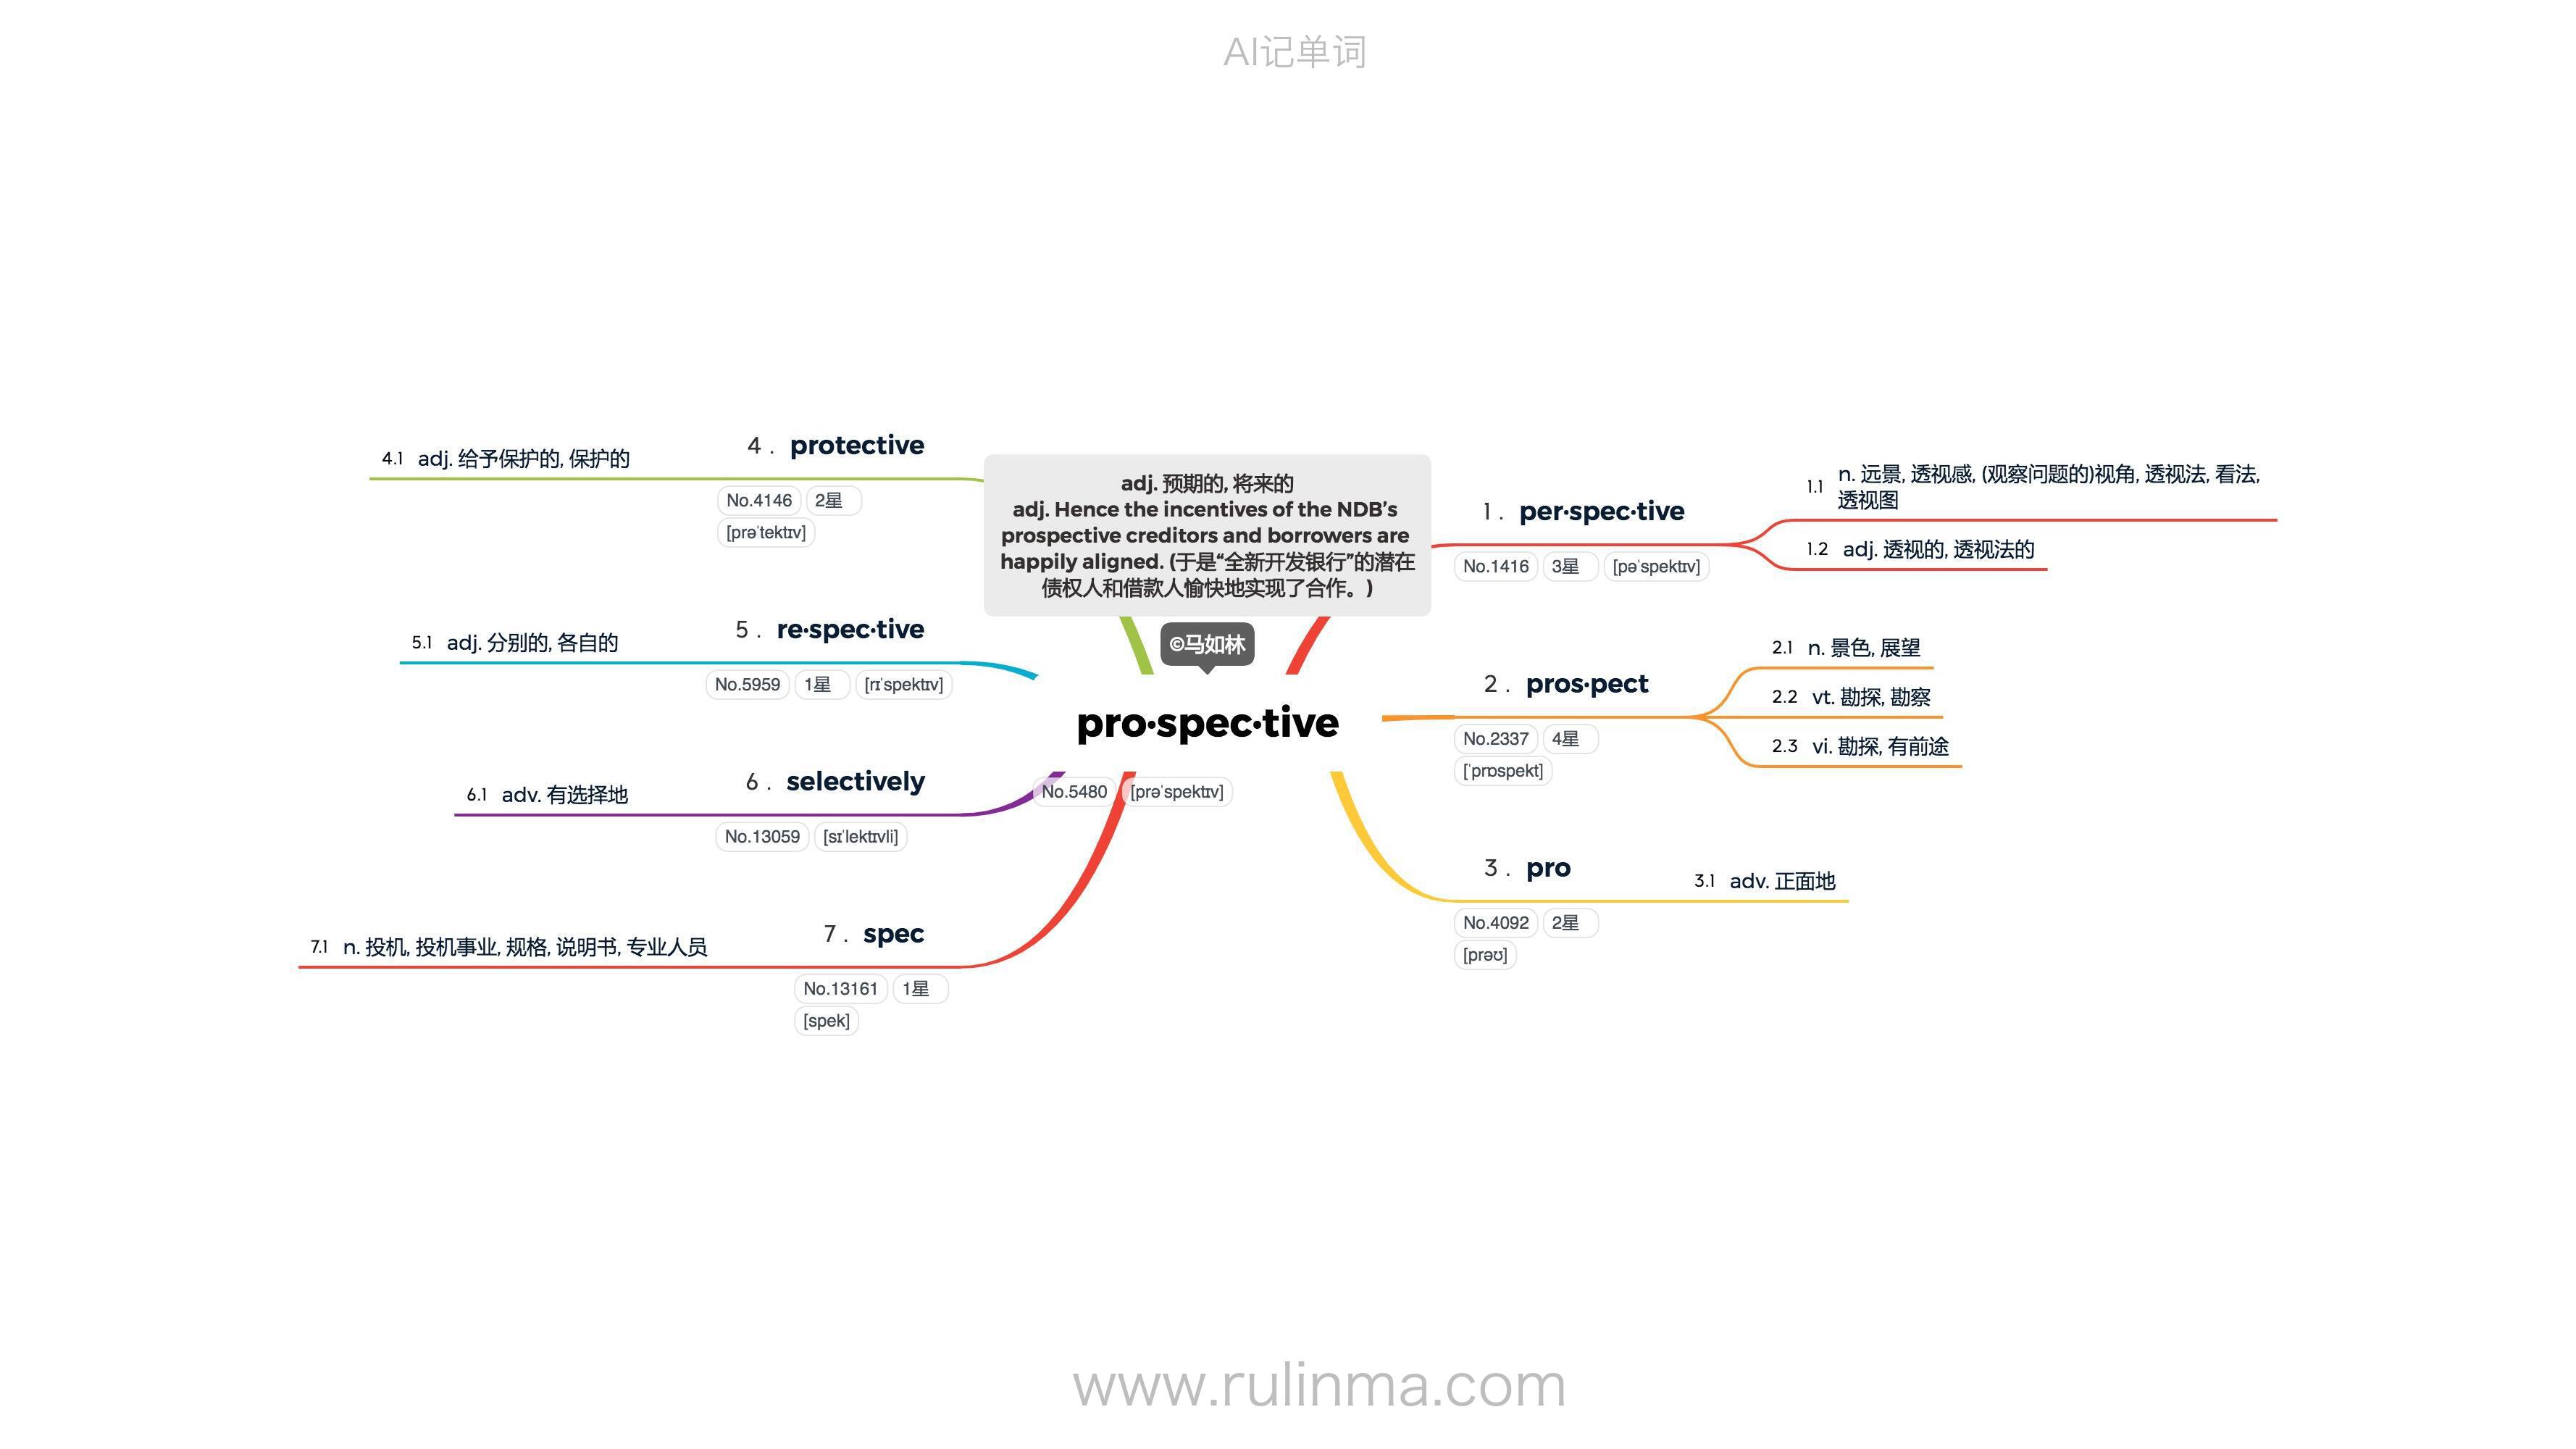 AI记单词
adj. 预期的, 将来的
adj. Hence the incentives of the NDB’s
prospective creditors and borrowers are
happily aligned. (于是“全新开发银行”的潜在
债权人和借款人愉快地实现了合作。)
©马如林
pro·spec·tive
No.5480 [prəˈspektɪv]
1 . per·spec·tive
No.1416 3星 [pəˈspektɪv]
1.1 n. 远景, 透视感, (观察问题的)视角, 透视法, 看法,
透视图
1.2 adj. 透视的, 透视法的
2 . pros·pect
No.2337 4星
[ˈprɒspekt]
2.1 n. 景色, 展望
2.2 vt. 勘探, 勘察
2.3 vi. 勘探, 有前途
3 . pro
No.4092 2星
[prəʊ]
3.1 adv. 正面地
4 . protective
No.4146 2星
[prəˈtektɪv]
4.1 adj. 给予保护的, 保护的
5 . re·spec·tive
No.5959 1星 [rɪˈspektɪv]
5.1 adj. 分别的, 各自的
6 . selectively
No.13059 [sɪˈlektɪvli]
6.1 adv. 有选择地
7 . spec
No.13161 1星
[spek]
7.1 n. 投机, 投机事业, 规格, 说明书, 专业人员
www.rulinma.com